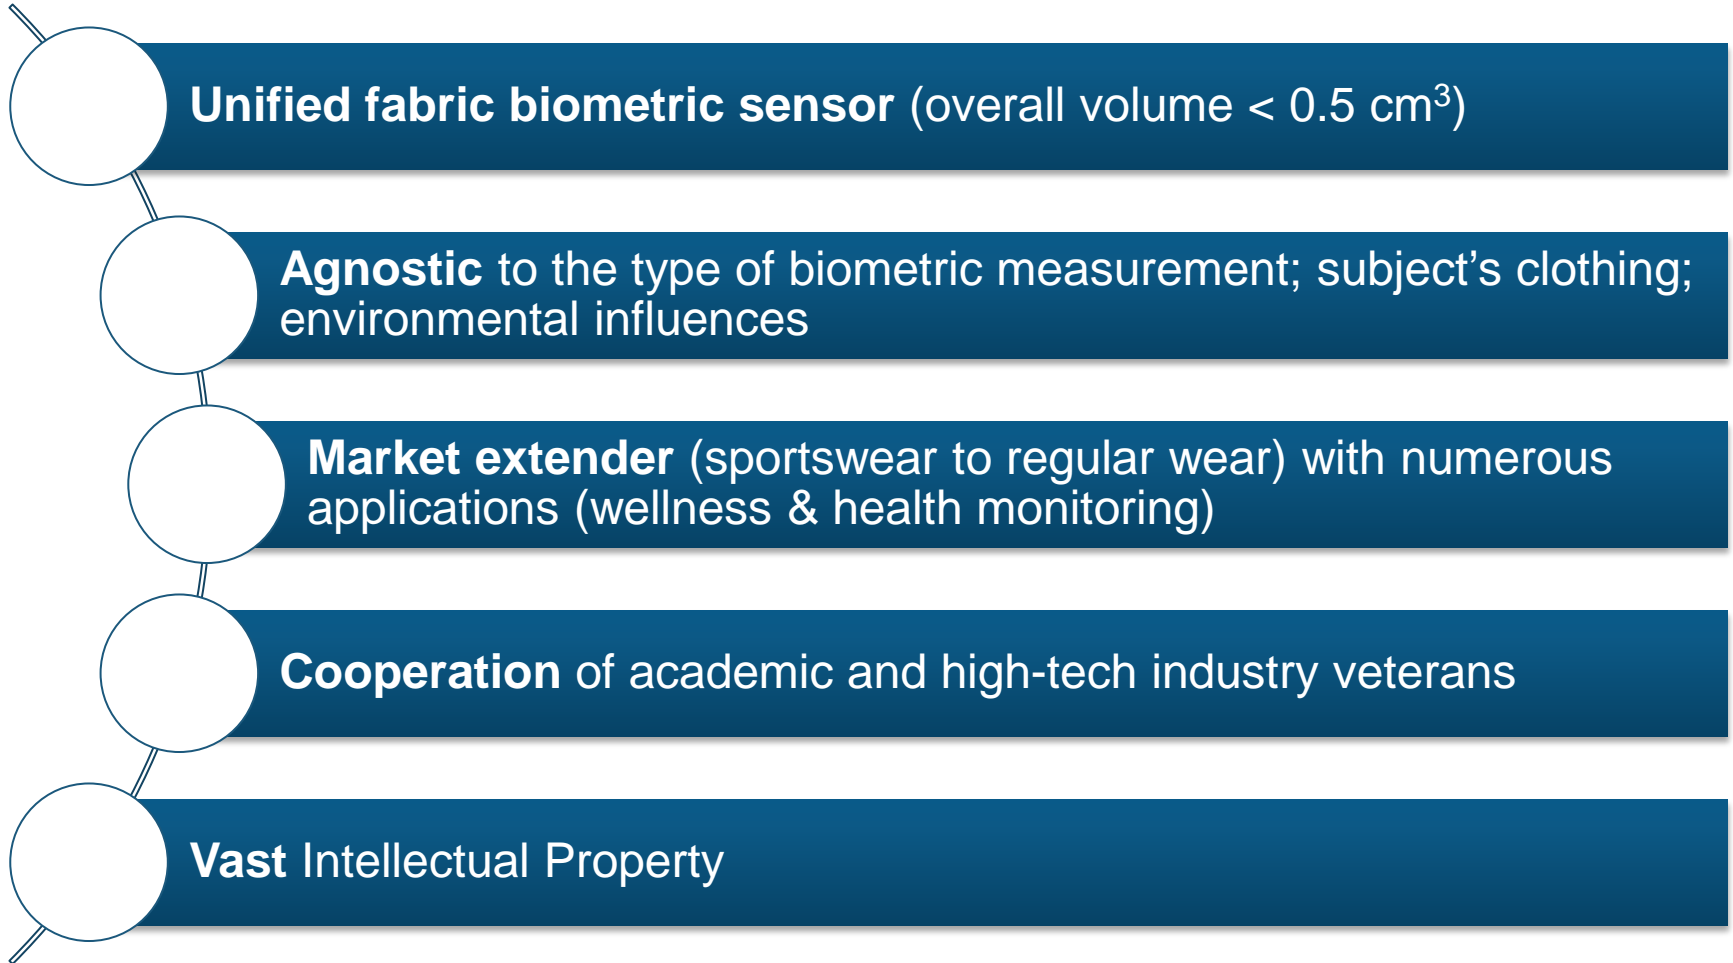 Unified fabric biometric sensor (overall volume < 0.5 cm³)
Agnostic to the type of biometric measurement; subject’s clothing;
environmental influences
Market extender (sportswear to regular wear) with numerous
applications (wellness & health monitoring)
Cooperation of academic and high-tech industry veterans
Vast Intellectual Property